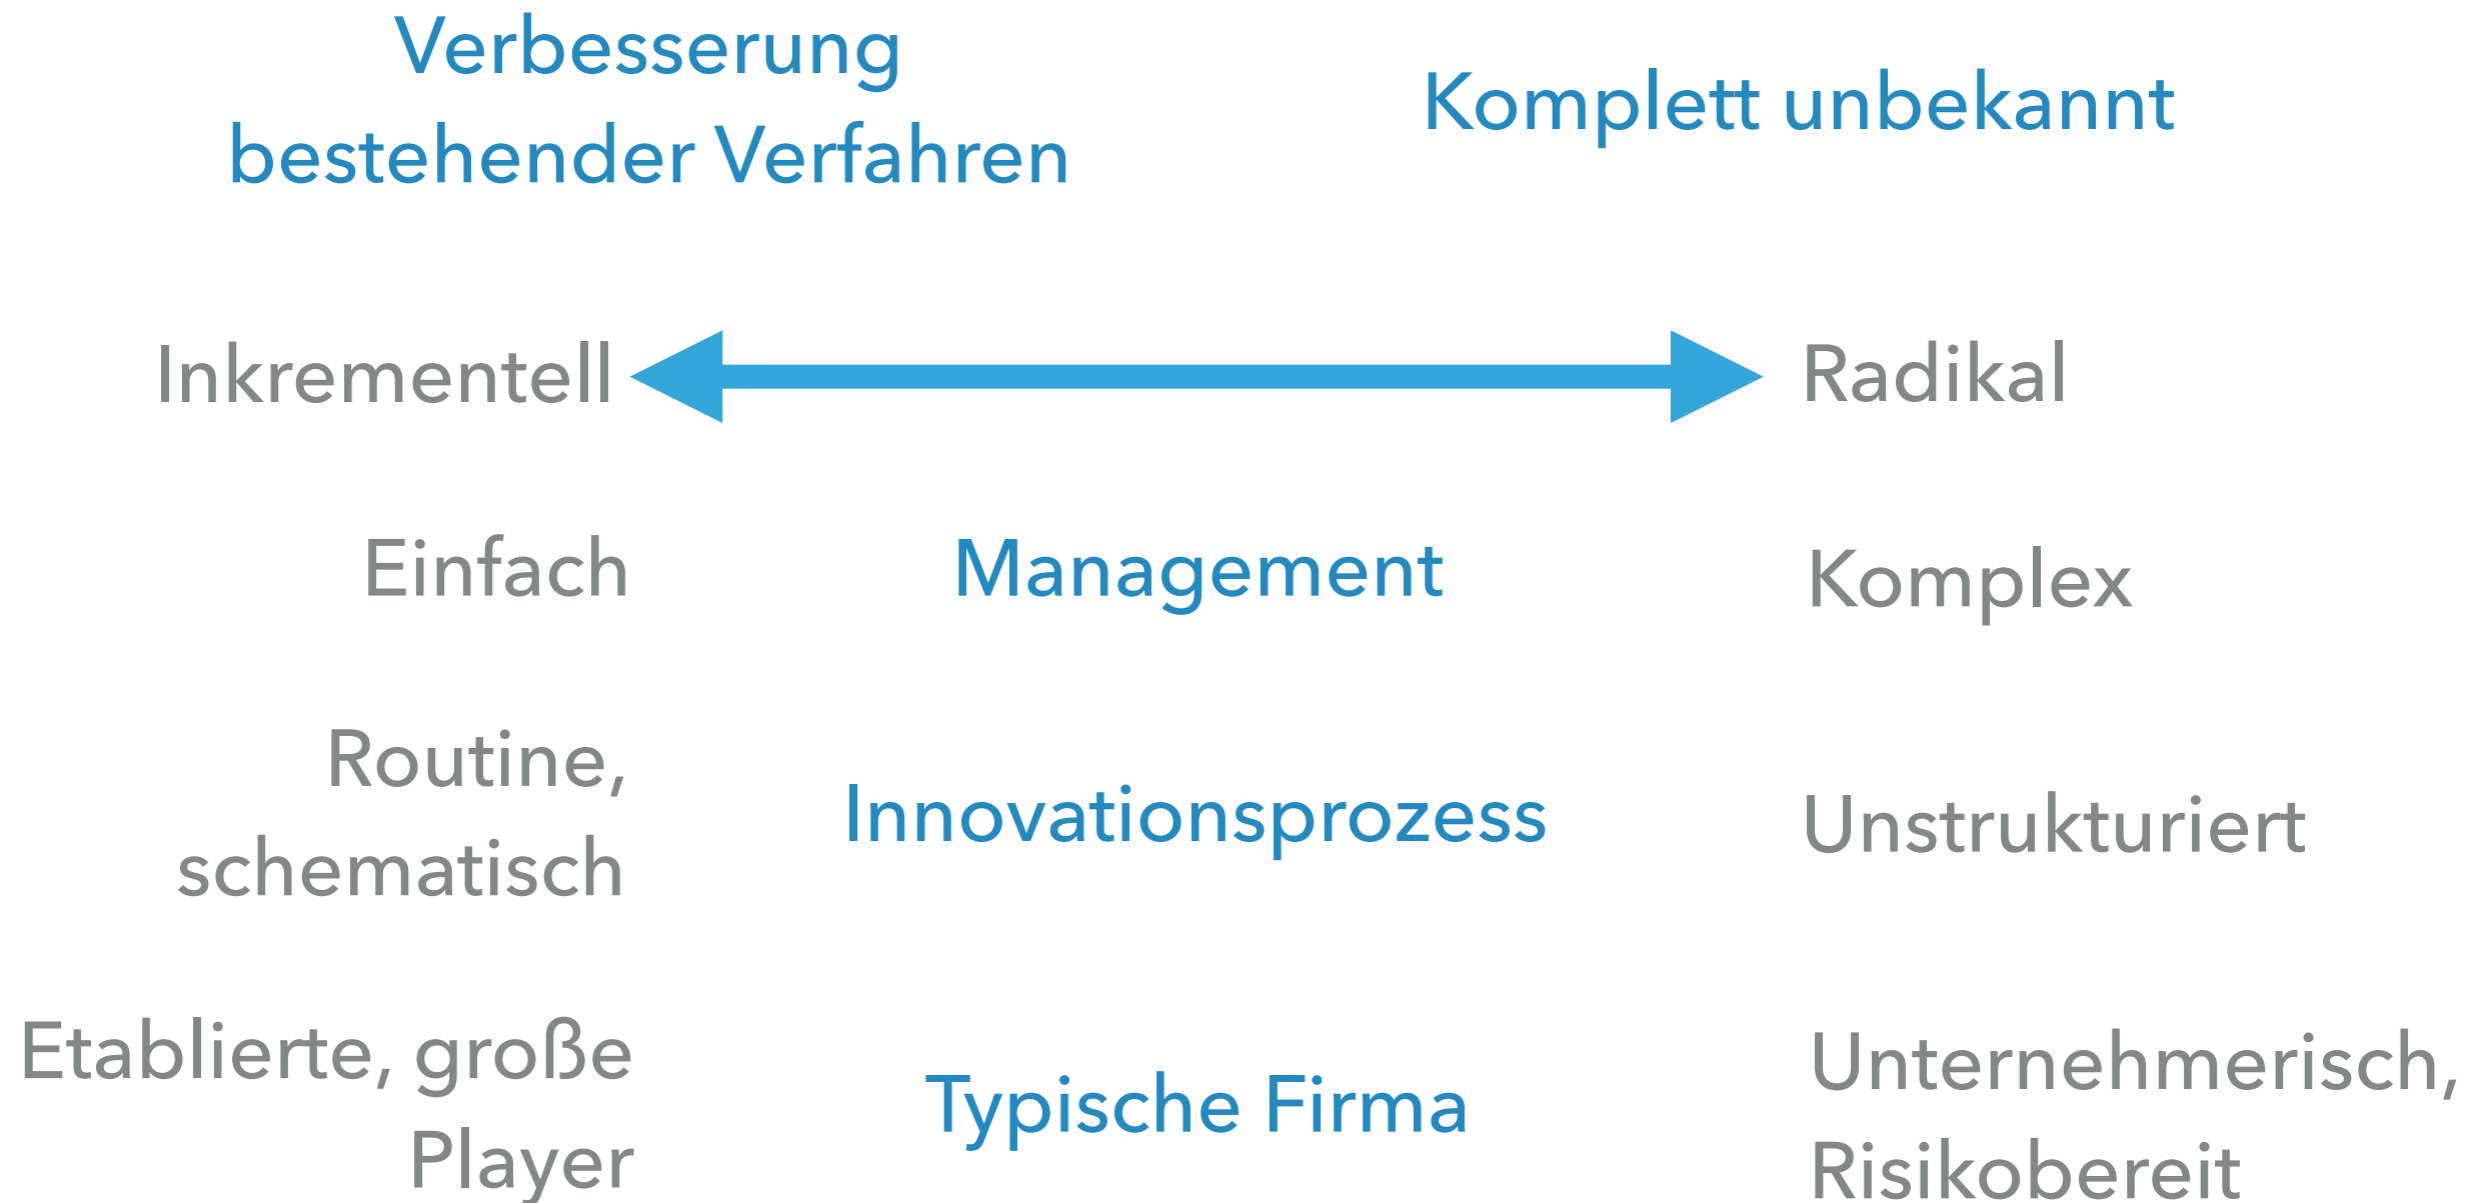 Verbesserung
bestehender Verfahren
Komplett unbekannt
Inkrementell
Radikal
Einfach
Management
Komplex
Routine,
schematisch
Innovationsprozess
Unstrukturiert
Etablierte, große
Player
Typische Firma
Unternehmerisch,
Risikobereit